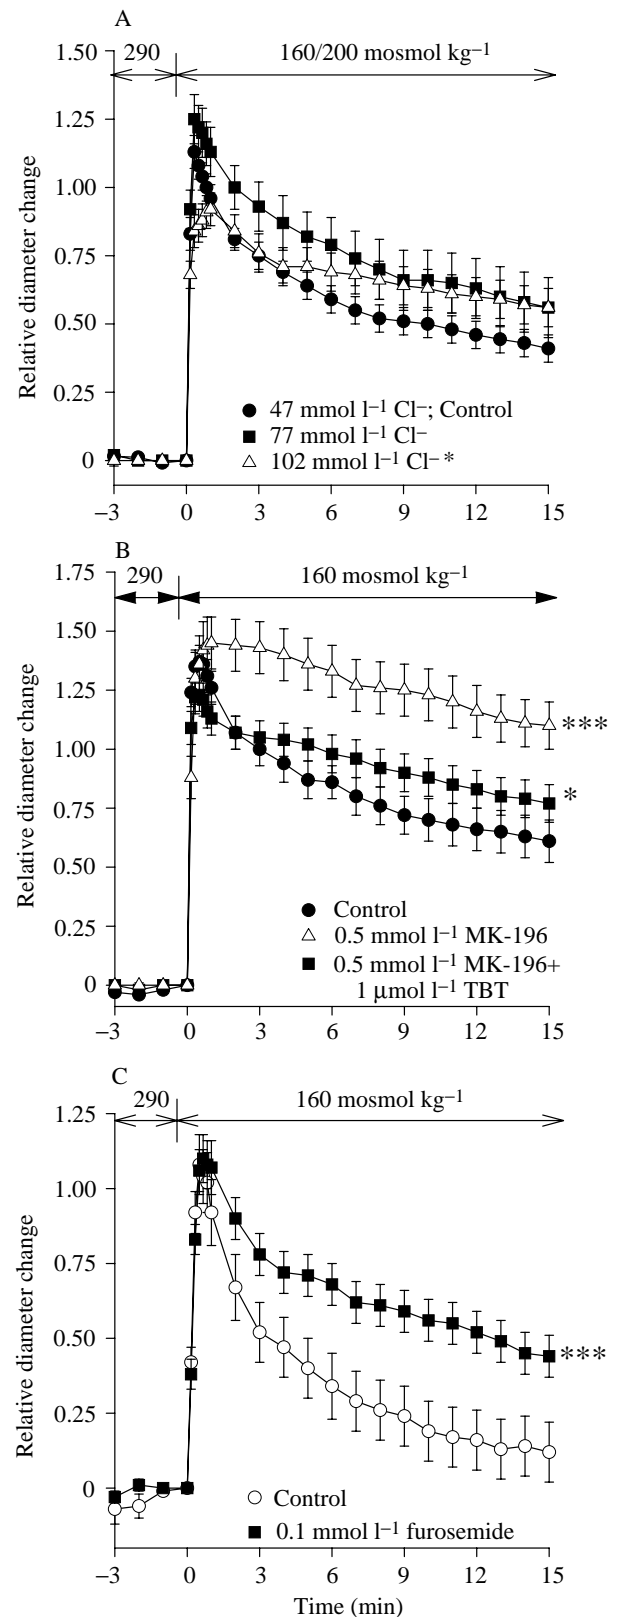 A
1.50
290
160/200 mosmol kg⁻¹
1.25
1.00
0.75
0.50
0.25
0
Relative diameter change
47 mmol l⁻¹ Cl⁻; Control
77 mmol l⁻¹ Cl⁻
102 mmol l⁻¹ Cl⁻ *
−3 0 3 6 9 12 15
B
1.75
290
160 mosmol kg⁻¹
1.50
1.25
1.00
0.75
0.50
0.25
0
Relative diameter change
***
*
Control
0.5 mmol l⁻¹ MK-196
0.5 mmol l⁻¹ MK-196+
1 µmol l⁻¹ TBT
−3 0 3 6 9 12 15
C
1.25
290
160 mosmol kg⁻¹
1.00
0.75
0.50
0.25
0
Relative diameter change
***
Control
0.1 mmol l⁻¹ furosemide
−3 0 3 6 9 12 15
Time (min)